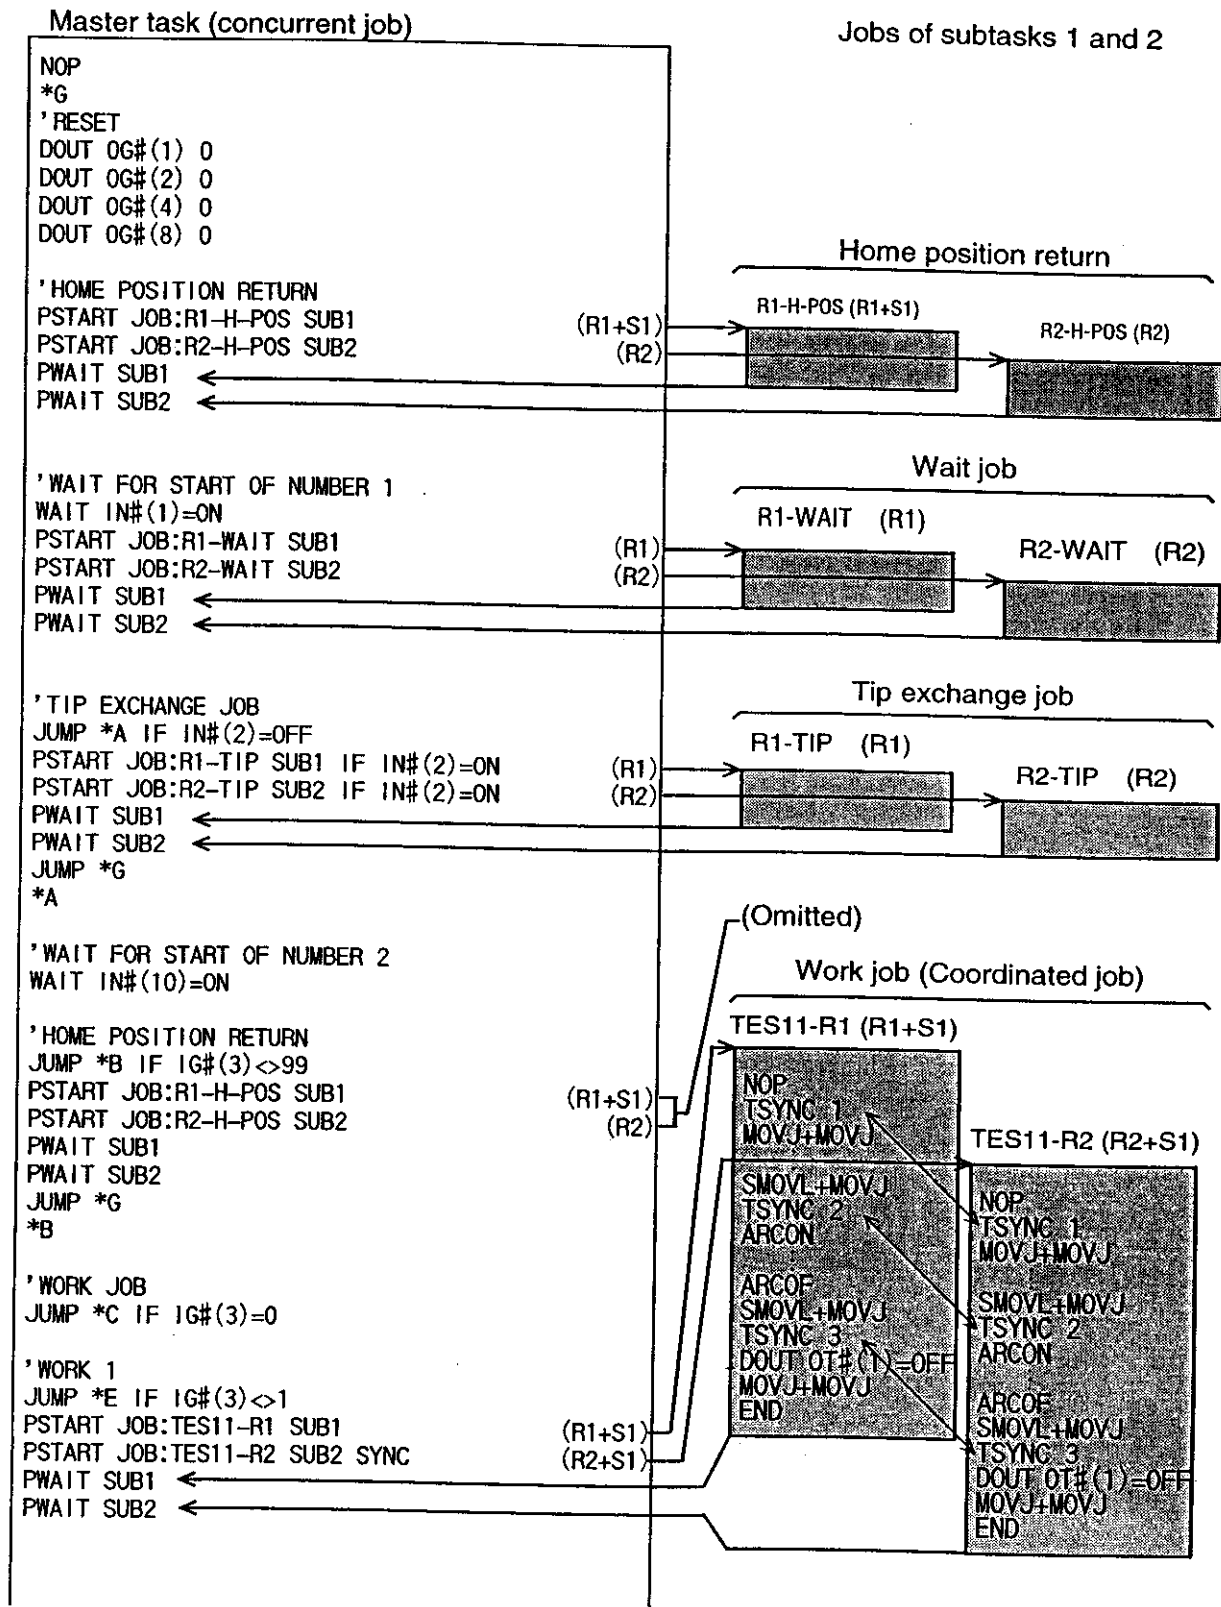 Master task (concurrent job)
Jobs of subtasks 1 and 2
NOP
*G
'RESET
DOUT OG#(1) 0
DOUT OG#(2) 0
DOUT OG#(4) 0
DOUT OG#(8) 0
Home position return
'HOME POSITION RETURN
R1-H-POS (R1+S1)
PSTART JOB:R1-H-POS SUB1 (R1+S1)
R2-H-POS (R2)
PSTART JOB:R2-H-POS SUB2 (R2)
PWAIT SUB1
PWAIT SUB2
Wait job
'WAIT FOR START OF NUMBER 1
WAIT IN#(1)=ON
R1-WAIT (R1)
PSTART JOB:R1-WAIT SUB1 (R1)
R2-WAIT (R2)
PSTART JOB:R2-WAIT SUB2 (R2)
PWAIT SUB1
PWAIT SUB2
Tip exchange job
'TIP EXCHANGE JOB
JUMP *A IF IN#(2)=OFF
R1-TIP (R1)
PSTART JOB:R1-TIP SUB1 IF IN#(2)=ON (R1)
R2-TIP (R2)
PSTART JOB:R2-TIP SUB2 IF IN#(2)=ON (R2)
PWAIT SUB1
PWAIT SUB2
JUMP *G
*A
(Omitted)
'WAIT FOR START OF NUMBER 2
WAIT IN#(10)=ON
'HOME POSITION RETURN
JUMP *B IF IG#(3)<>99
PSTART JOB:R1-H-POS SUB1 (R1+S1)
PSTART JOB:R2-H-POS SUB2 (R2)
PWAIT SUB1
PWAIT SUB2
JUMP *G
*B
'WORK JOB
JUMP *C IF IG#(3)=0
'WORK 1
JUMP *E IF IG#(3)<>1
PSTART JOB:TES11-R1 SUB1 (R1+S1)
PSTART JOB:TES11-R2 SUB2 SYNC (R2+S1)
PWAIT SUB1
PWAIT SUB2
Work job (Coordinated job)
TES11-R1 (R1+S1)
NOP
TSYNC 1
MOVJ+MOVJ
SMOVL+MOVJ
TSYNC 2
ARCON
ARCOF
SMOVL+MOVJ
TSYNC 3
DOUT OT#(1)=OFF
MOVJ+MOVJ
END
TES11-R2 (R2+S1)
NOP
TSYNC 1
MOVJ+MOVJ
SMOVL+MOVJ
TSYNC 2
ARCON
ARCOF
SMOVL+MOVJ
TSYNC 3
DOUT OT#(1)=OFF
MOVJ+MOVJ
END